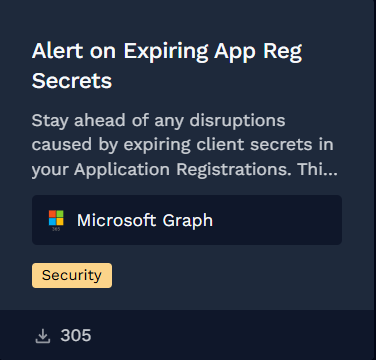 Alert on Expiring App Reg
Secrets
Stay ahead of any disruptions
caused by expiring client secrets in
your Application Registrations. Thi...
Microsoft Graph
Security
305